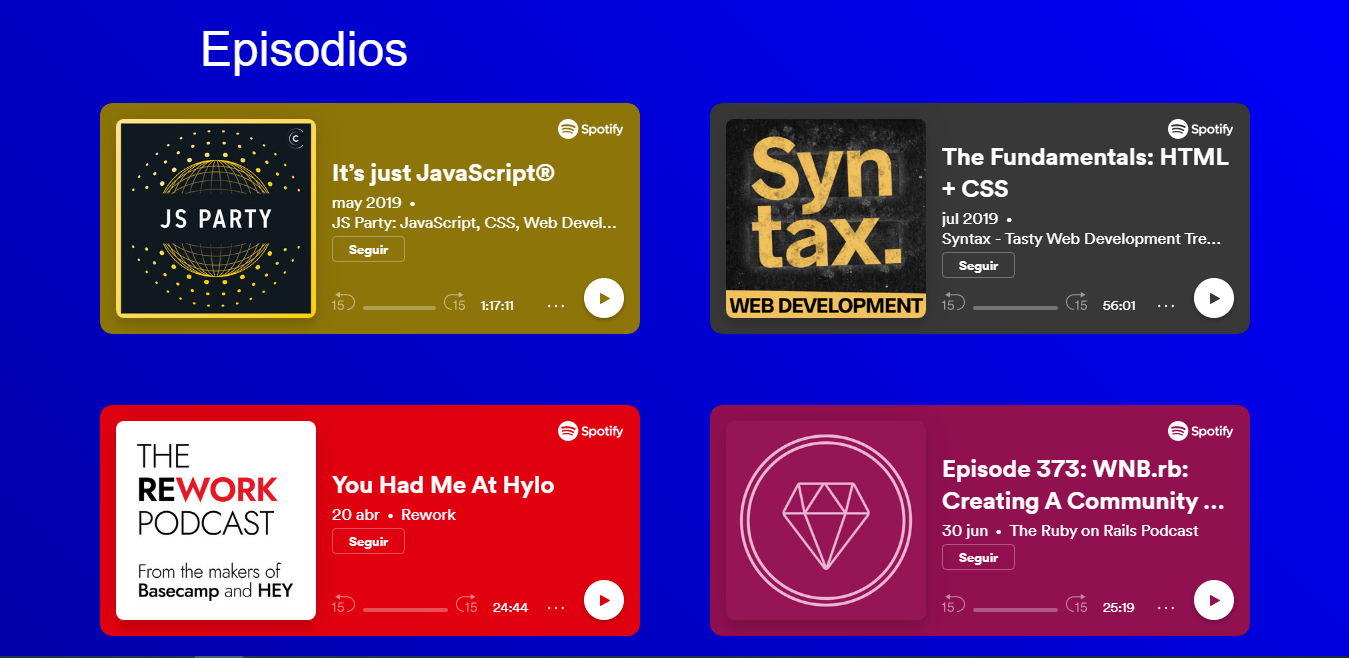 Episodios
JS PARTY
C
Spotify
It's just JavaScript®
may 2019 •
JS Party: JavaScript, CSS, Web Devel...
Seguir
15
15
1:17:11
...
Syn
tax.
WEB DEVELOPMENT
Spotify
The Fundamentals: HTML
+ CSS
jul 2019 •
Syntax - Tasty Web Development Tre...
Seguir
15
15
56:01
...
THE
REWORK
PODCAST
From the makers of
Basecamp and HEY
Spotify
You Had Me At Hylo
20 abr • Rework
Seguir
15
15
24:44
...
Spotify
Episode 373: WNB.rb:
Creating A Community ...
30 jun • The Ruby on Rails Podcast
Seguir
15
15
25:19
...